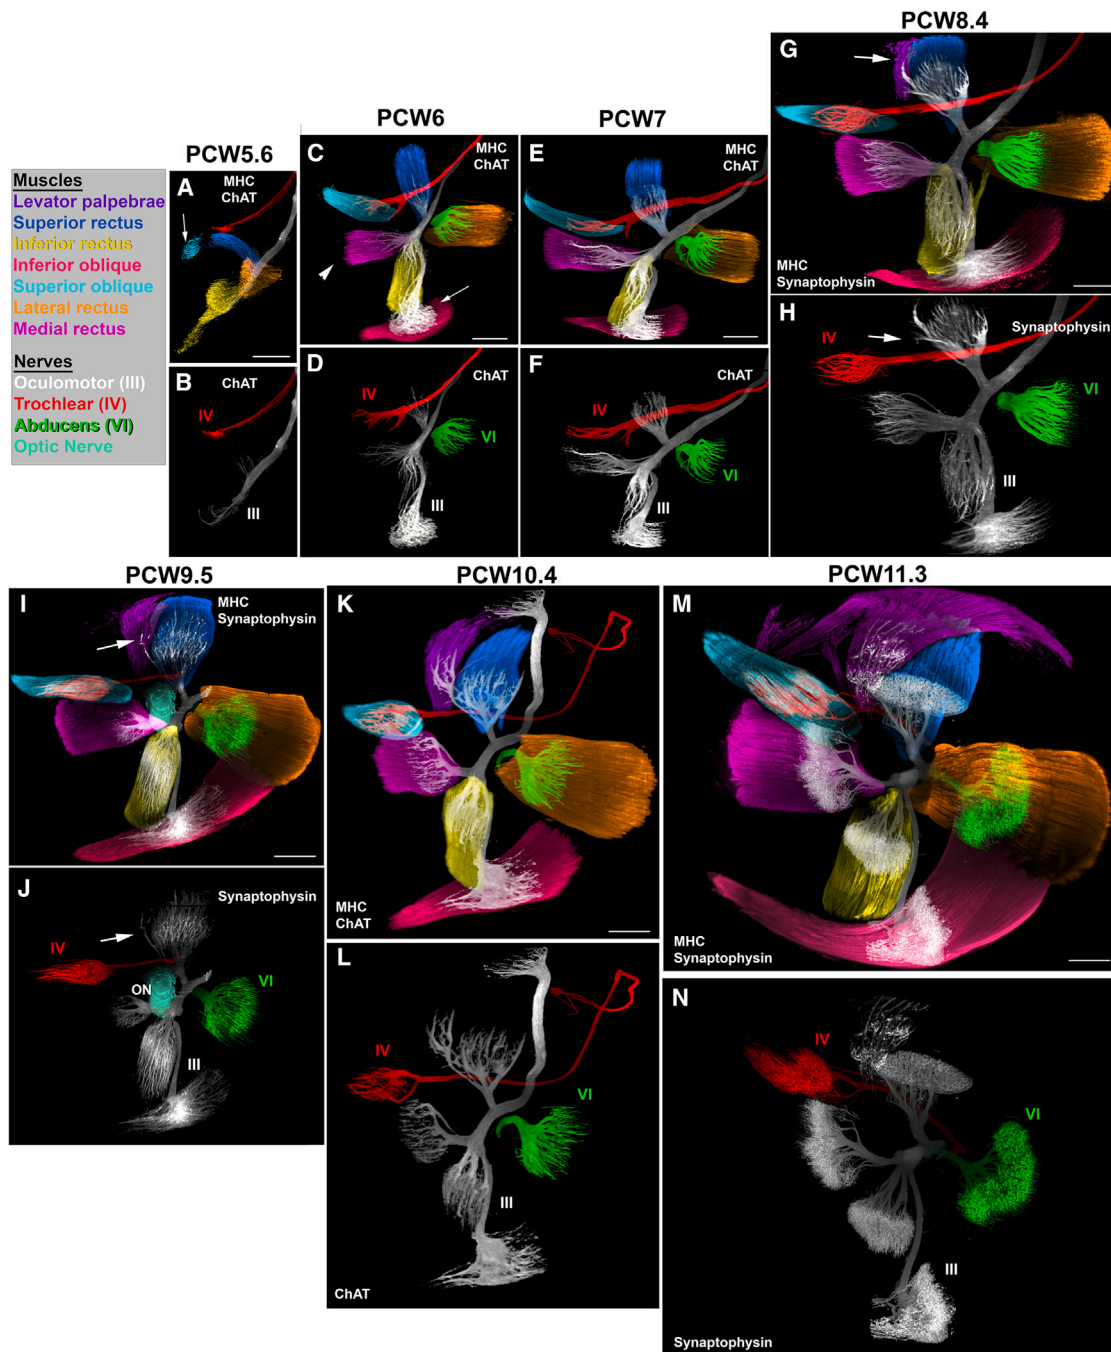 PCW8.4
G
MHC
Synaptophysin
H
Synaptophysin
IV
VI
III
PCW6
PCW7
C
MHC
ChAT
E
MHC
ChAT
D
ChAT
IV
VI
III
F
ChAT
IV
VI
III
PCW5.6
A
MHC
ChAT
B
ChAT
IV
III
Muscles
Levator palpebrae
Superior rectus
Inferior rectus
Inferior oblique
Superior oblique
Lateral rectus
Medial rectus
Nerves
Oculomotor (III)
Trochlear (IV)
Abducens (VI)
Optic Nerve
PCW9.5
PCW10.4
PCW11.3
I
MHC
Synaptophysin
J
Synaptophysin
IV
ON
VI
III
K
MHC
ChAT
L
IV
VI
III
ChAT
M
MHC
Synaptophysin
N
IV
VI
III
Synaptophysin